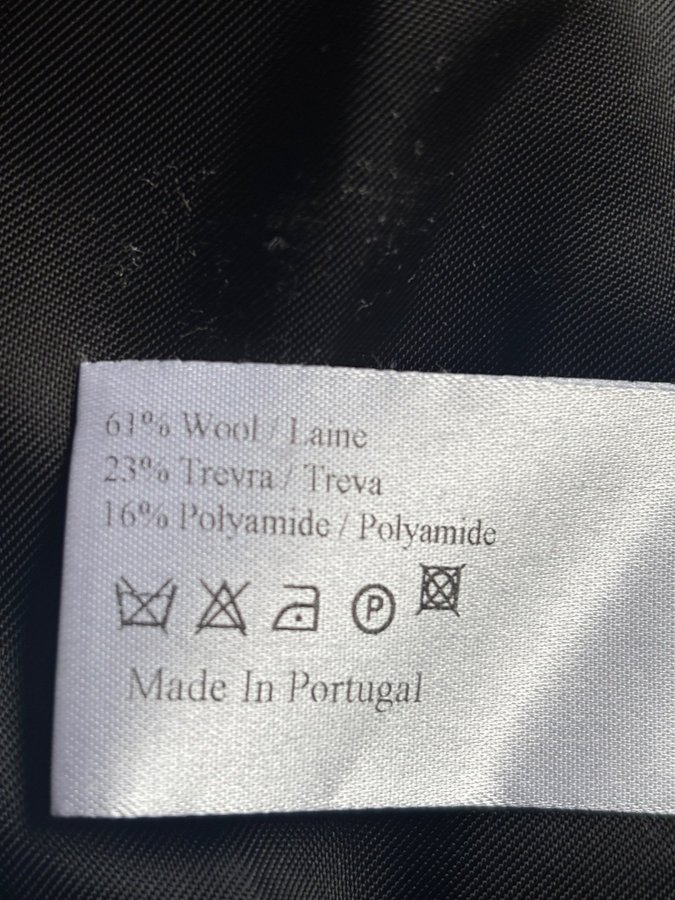 61% Wool / Laine
23% Trevra / Treva
16% Polyamide / Polyamide
P
Made In Portugal